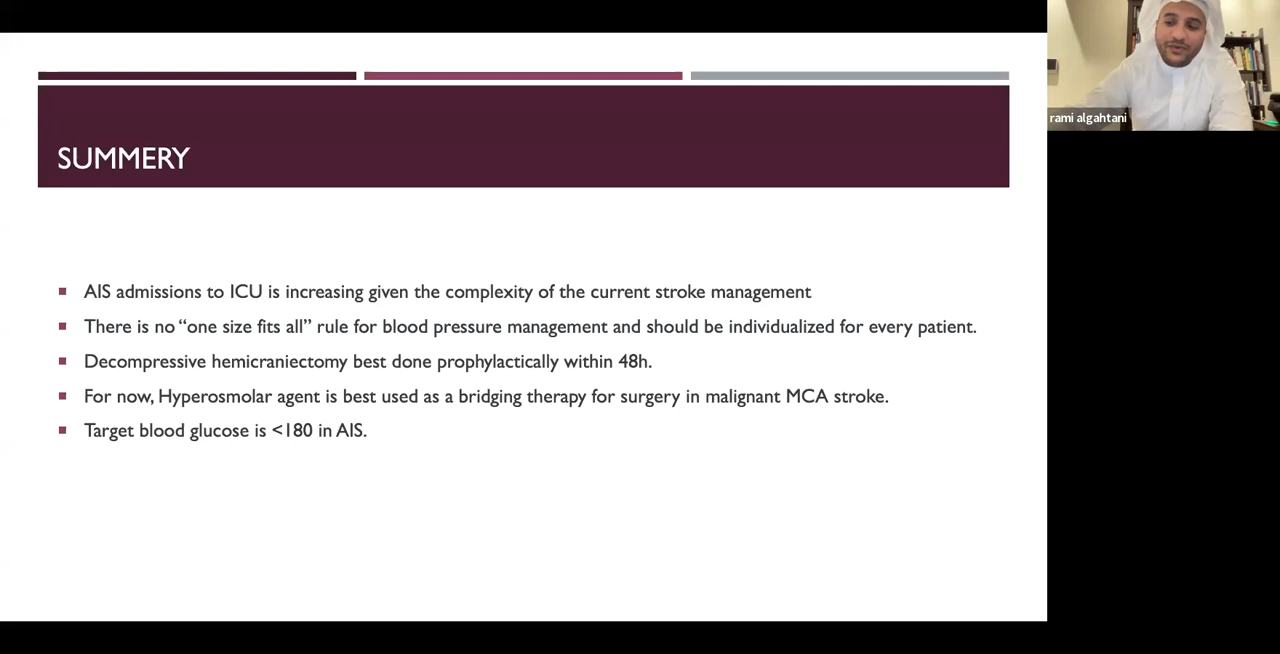 SUMMERY
AIS admissions to ICU is increasing given the complexity of the current stroke management
There is no “one size fits all” rule for blood pressure management and should be individualized for every patient.
Decompressive hemicraniectomy best done prophylactically within 48h.
For now, Hyperosmolar agent is best used as a bridging therapy for surgery in malignant MCA stroke.
Target blood glucose is <180 in AIS.
rami algahtani